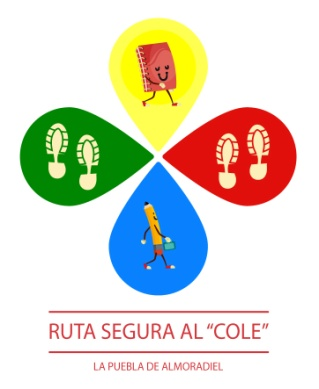 RUTA SEGURA AL “COLE”
LA PUEBLA DE ALMORADIEL